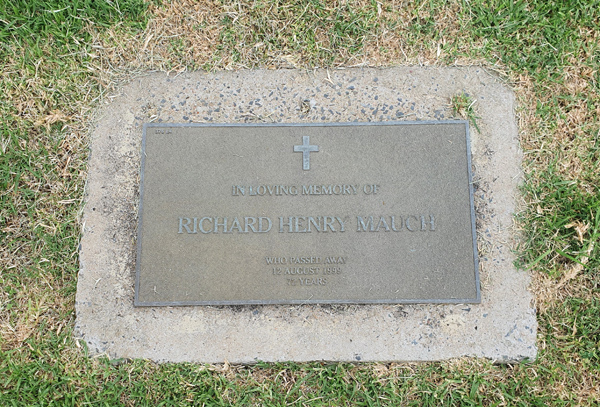 IN LOVING MEMORY OF
RICHARD HENRY MAUCH
WHO PASSED AWAY
12 AUGUST 1999
72 YEARS